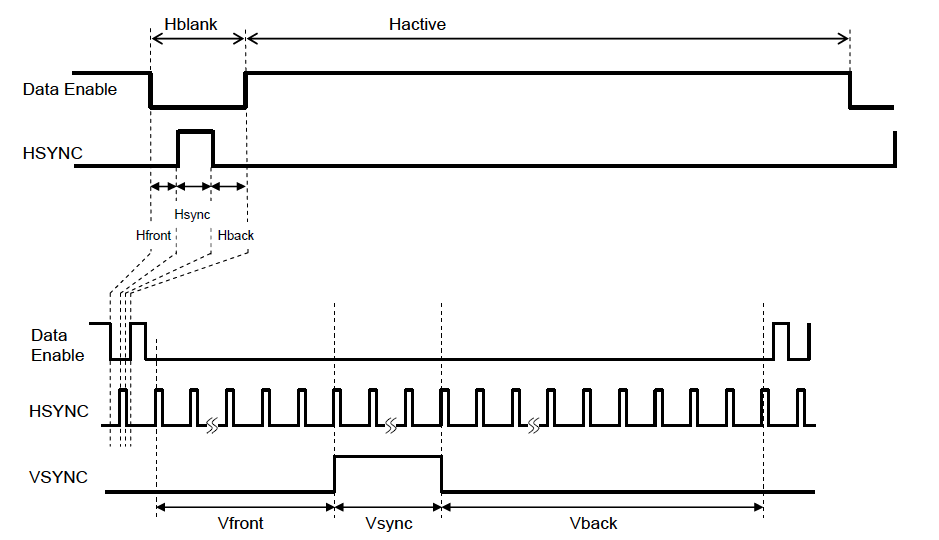 Hblank
Hactive
Data Enable
HSYNC
Hsync
Hfront
Hback
Data
Enable
HSYNC
VSYNC
Vfront
Vsync
Vback